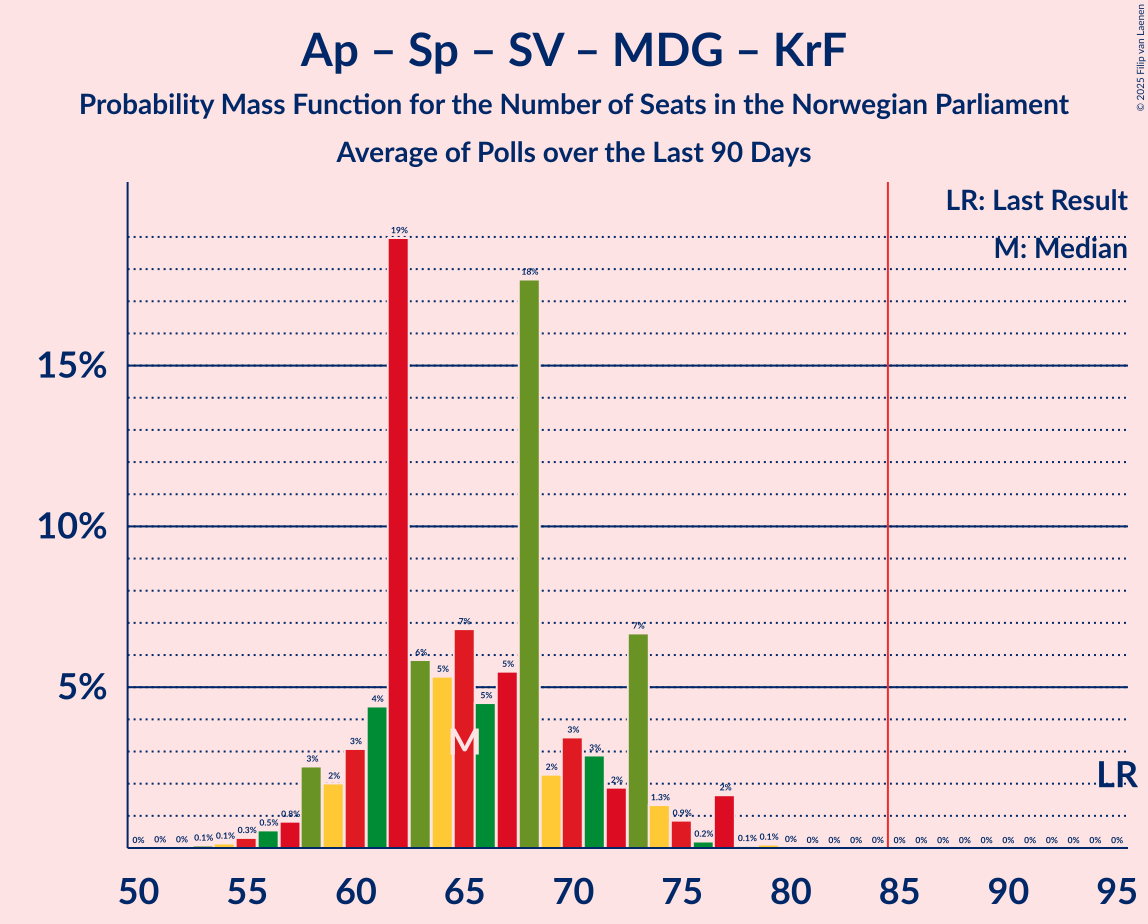 Ap – Sp – SV – MDG – KrF
Probability Mass Function for the Number of Seats in the Norwegian Parliament
Average of Polls over the Last 90 Days
© 2025 Filip van Laenen
LR: Last Result
M: Median
15%
10%
5%
0% 0% 0% 0.1% 0.1% 0.3% 0.5% 0.8% 3% 2% 3% 4% 19% 6% 5% 7% 5% 5% 18% 2% 3% 3% 2% 7% 1.3% 0.9% 0.2% 2% 0.1% 0.1% 0% 0% 0% 0% 0% 0% 0% 0% 0% 0% 0% 0% 0% 0% 0% 0%
M
LR
50 55 60 65 70 75 80 85 90 95